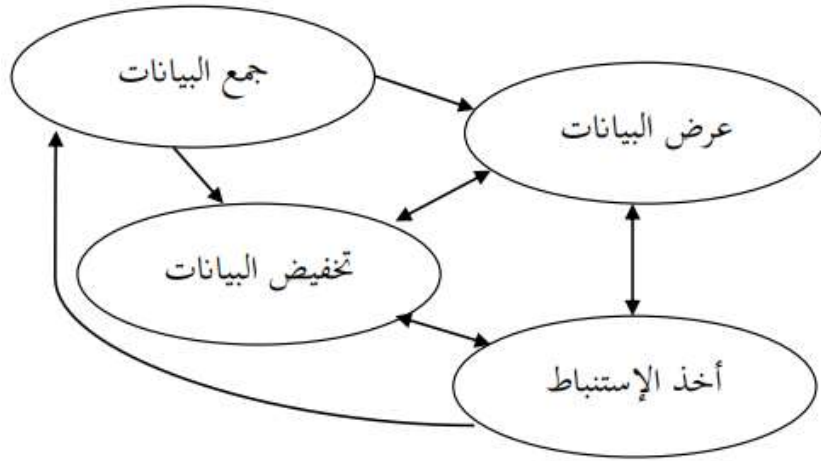 جمع البيانات
عرض البيانات
تخفيض البيانات
أخذ الإستنباط